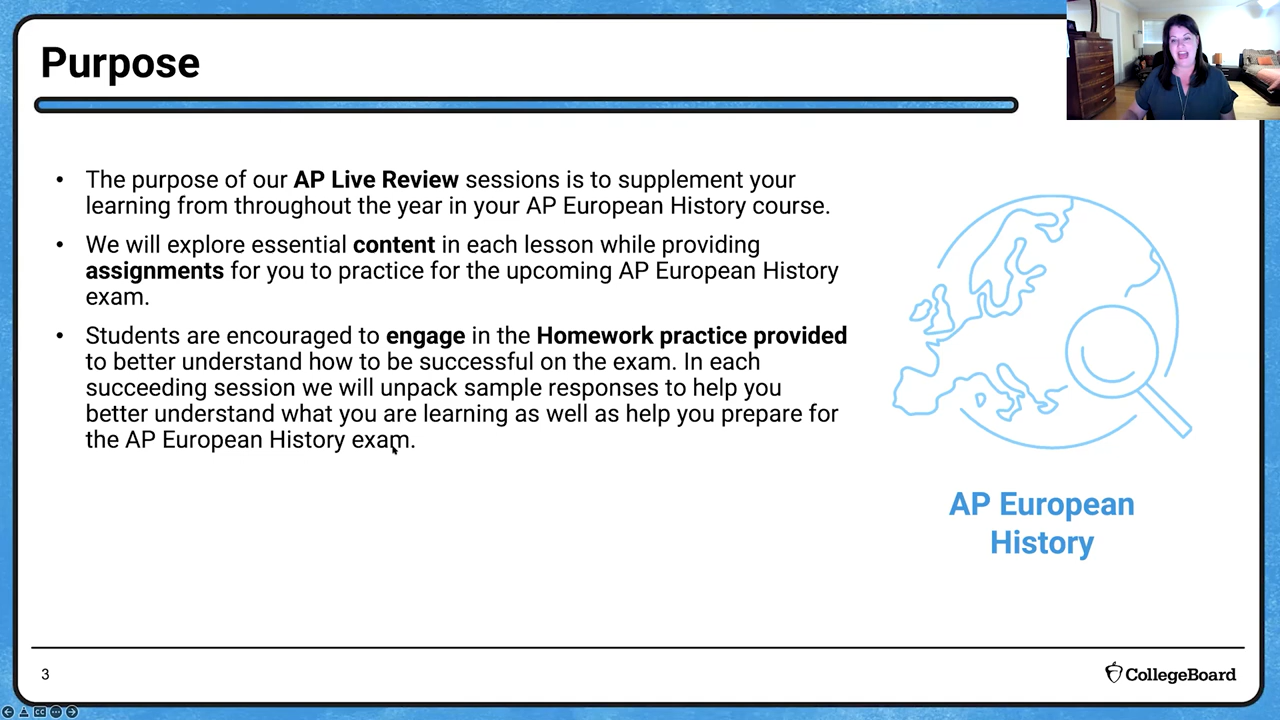 Purpose
• The purpose of our AP Live Review sessions is to supplement your
learning from throughout the year in your AP European History course.
• We will explore essential content in each lesson while providing
assignments for you to practice for the upcoming AP European History
exam.
• Students are encouraged to engage in the Homework practice provided
to better understand how to be successful on the exam. In each
succeeding session we will unpack sample responses to help you
better understand what you are learning as well as help you prepare for
the AP European History exam.
AP European
History
3
CollegeBoard
CC